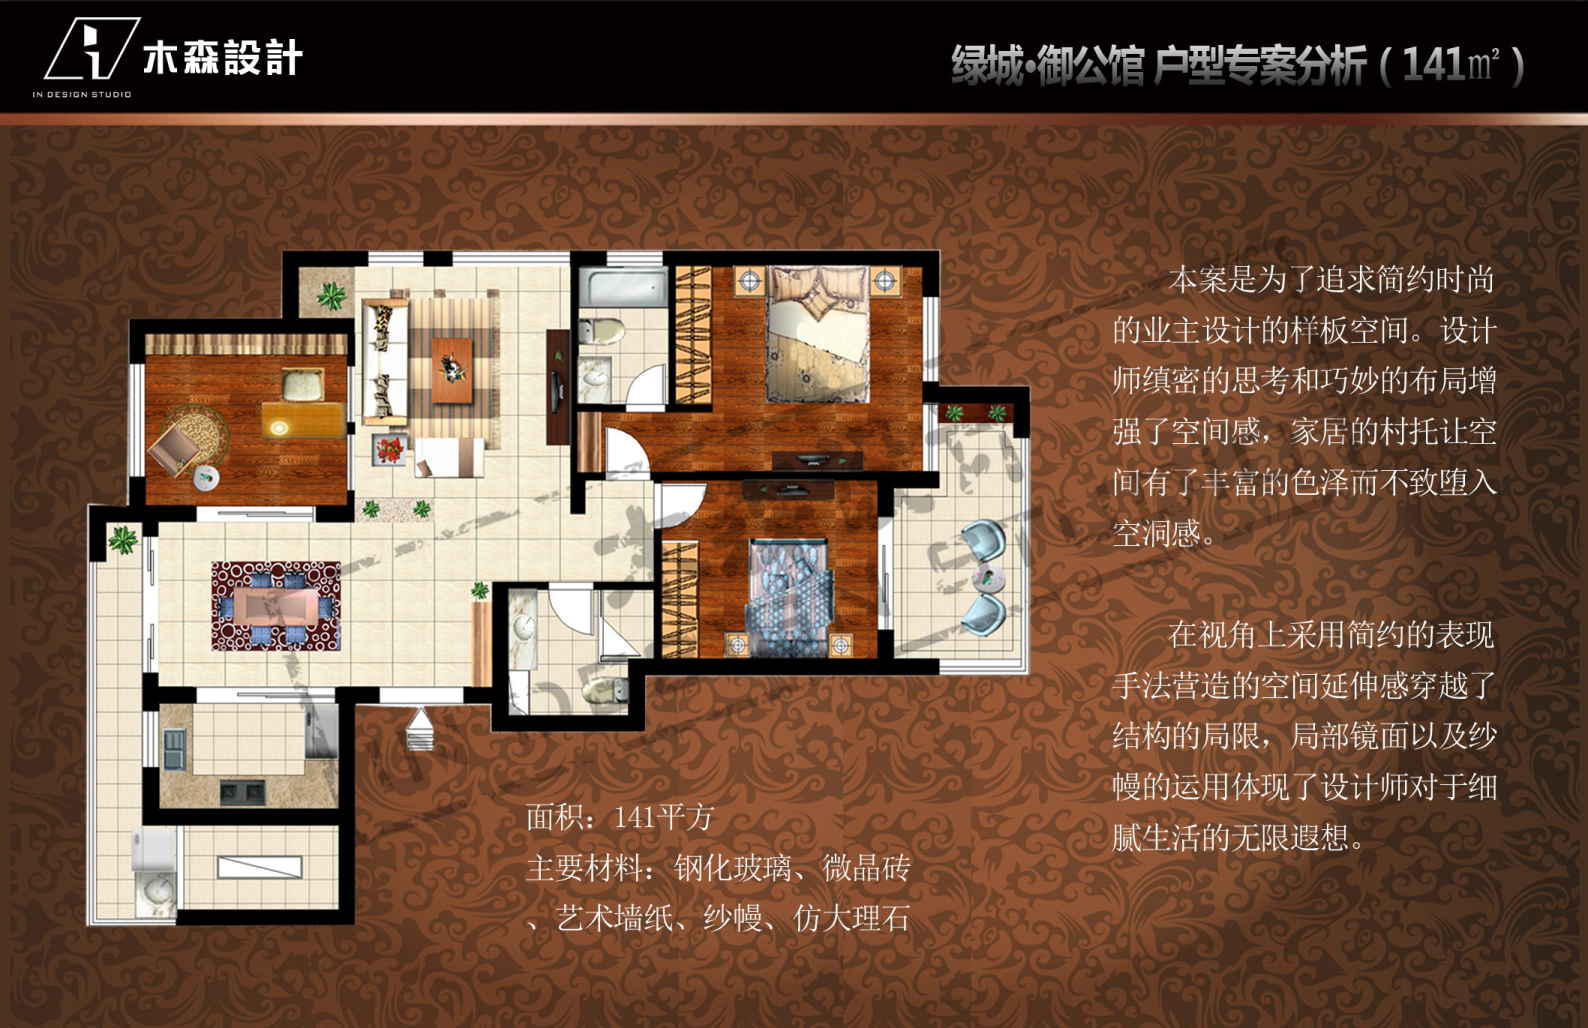 木森設計
IN DESIGN STUDIO
绿城·御公馆 户型专案分析（141㎡）
本案是为了追求简约时尚
的业主设计的样板空间。设计
师缜密的思考和巧妙的布局增
强了空间感，家居的村托让空
间有了丰富的色泽而不致堕入
空洞感。
在视角上采用简约的表现
手法营造的空间延伸感穿越了
结构的局限，局部镜面以及纱
幔的运用体现了设计师对于细
腻生活的无限遐想。
面积：141平方
主要材料：钢化玻璃、微晶砖
、艺术墙纸、纱幔、仿大理石